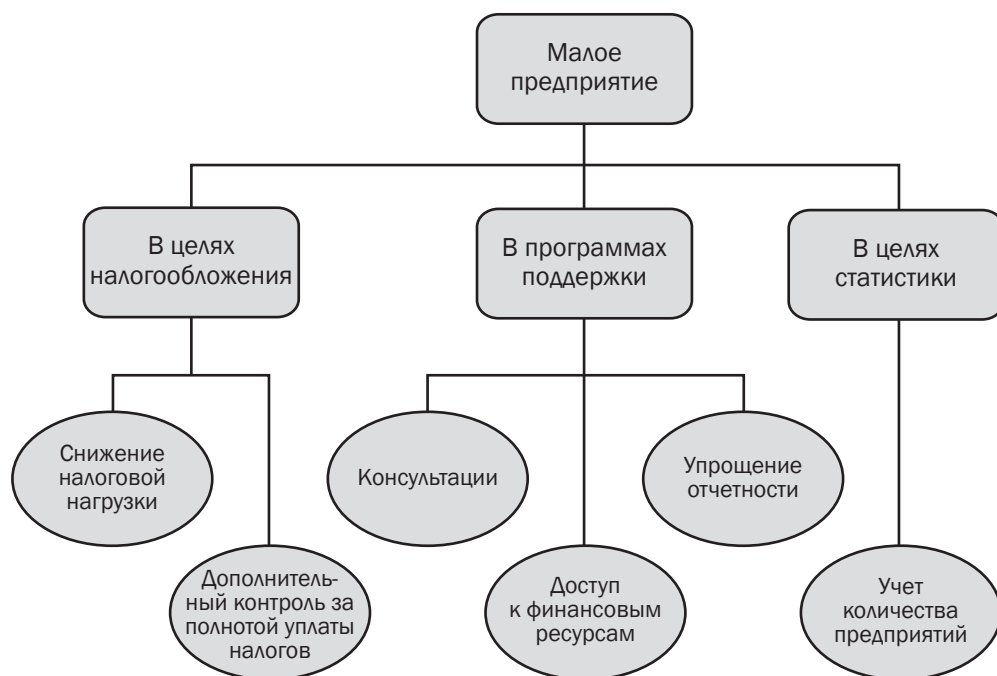 Малое
предприятие
В целях
налогообложения
В программах
поддержки
В целях
статистики
Снижение
налоговой
нагрузки
Консультации
Упрощение
отчетности
Дополнитель-
ный контроль за
полнотой уплаты
налогов
Доступ
к финансовым
ресурсам
Учет
количества
предприятий